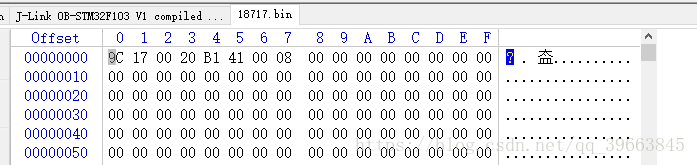 J-Link OB-STM32F103 V1 compiled ... 18717.bin
Offset 0 1 2 3 4 5 6 7 8 9 A B C D E F
00000000 9C 17 00 20 B1 41 00 08 00 00 00 00 00 00 00 00 ? . 盇..........
00000010 00 00 00 00 00 00 00 00 00 00 00 00 00 00 00 00 ................
00000020 00 00 00 00 00 00 00 00 00 00 00 00 00 00 00 00 ................
00000030 00 00 00 00 00 00 00 00 00 00 00 00 00 00 00 00 ................
00000040 00 00 00 00 00 00 00 00 00 00 00 00 00 00 00 00 ................
00000050 00 00 00 00 00 00 00 00 00 00 00 00 00 00 00 00 ................
https://blog.csdn.net/qq_39663845